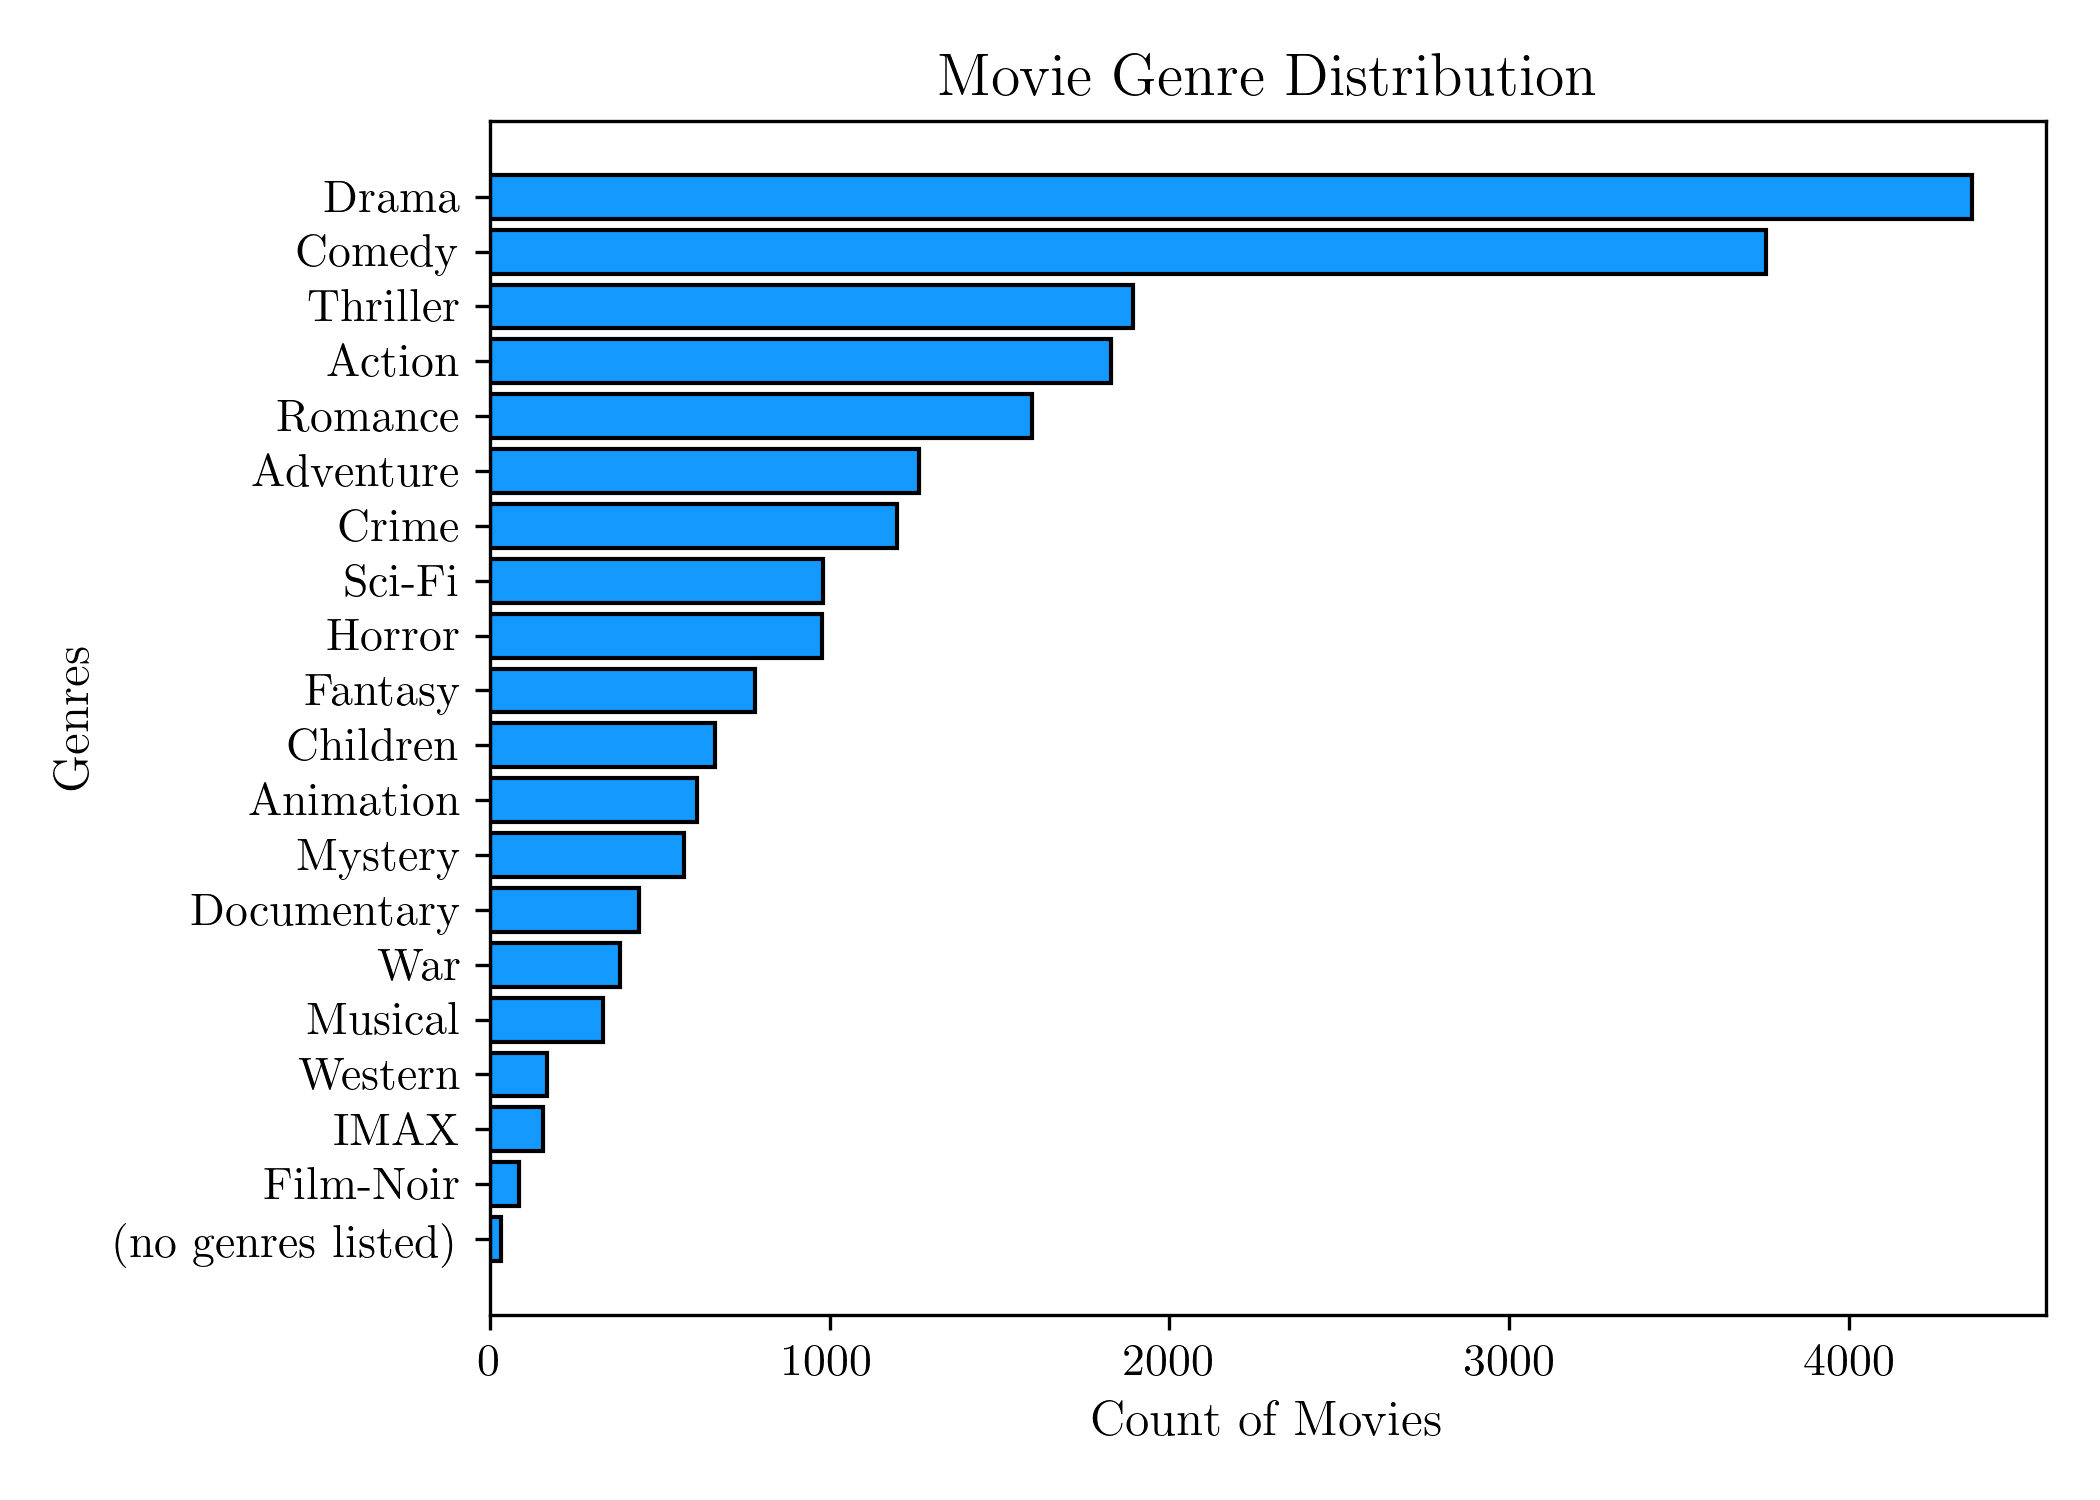 Movie Genre Distribution
Drama
Comedy
Thriller
Action
Romance
Adventure
Crime
Sci-Fi
Horror
Fantasy
Children
Animation
Mystery
Documentary
War
Musical
Western
IMAX
Film-Noir
(no genres listed)
Genres
0 1000 2000 3000 4000
Count of Movies